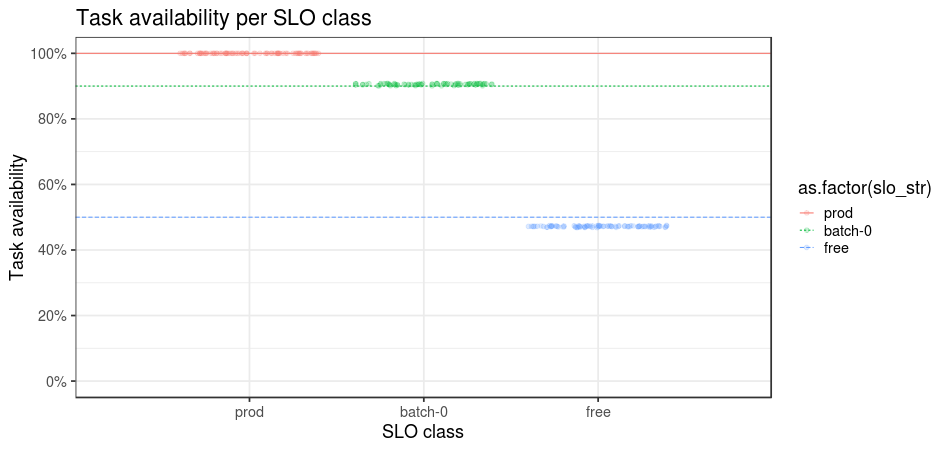 Task availability per SLO class
100%
80%
60%
40%
20%
0%
Task availability
prod
batch-0
free
SLO class
as.factor(slo_str)
prod
batch-0
free